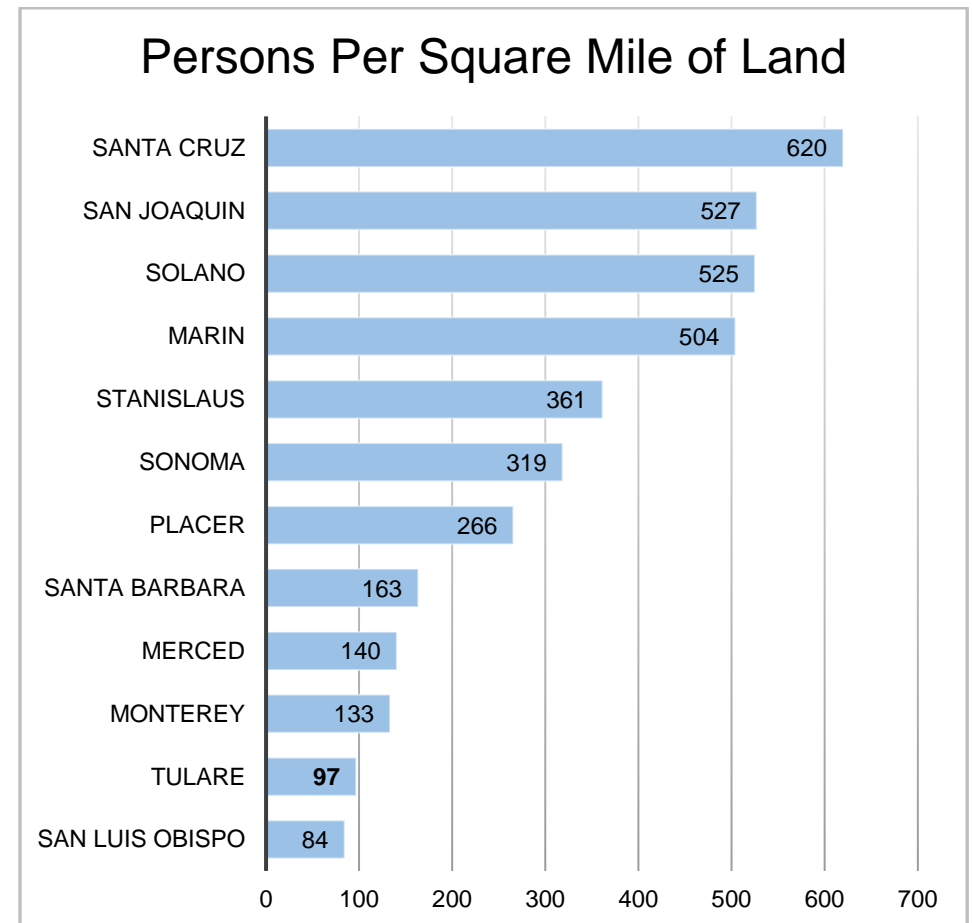 Persons Per Square Mile of Land
SANTA CRUZ 620
SAN JOAQUIN 527
SOLANO 525
MARIN 504
STANISLAUS 361
SONOMA 319
PLACER 266
SANTA BARBARA 163
MERCED 140
MONTEREY 133
TULARE 97
SAN LUIS OBISPO 84
0 100 200 300 400 500 600 700